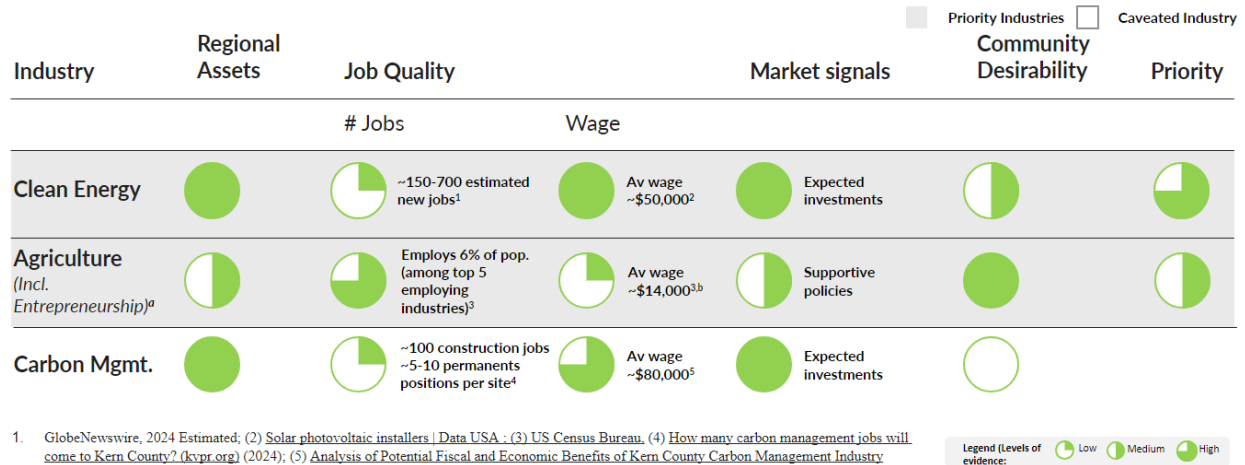 Priority Industries Caveated Industry
Industry Regional Assets Job Quality Market signals Community Desirability Priority
# Jobs Wage
Clean Energy
~150-700 estimated
new jobs1
Av wage
~$50,0002
Expected
investments
Agriculture
(Incl.
Entrepreneurship)a
Employs 6% of pop.
(among top 5
employing
industries)3
Av wage
~$14,0003,b
Supportive
policies
Carbon Mgmt.
~100 construction jobs
~5-10 permanents
positions per site4
Av wage
~$80,0005
Expected
investments
1. GlobeNewswire, 2024 Estimated; (2) Solar photovoltaic installers | Data USA ; (3) US Census Bureau, (4) How many carbon management jobs will
come to Kern County? (kvpr.org) (2024); (5) Analysis of Potential Fiscal and Economic Benefits of Kern County Carbon Management Industry
Legend (Levels of
evidence: Low Medium High